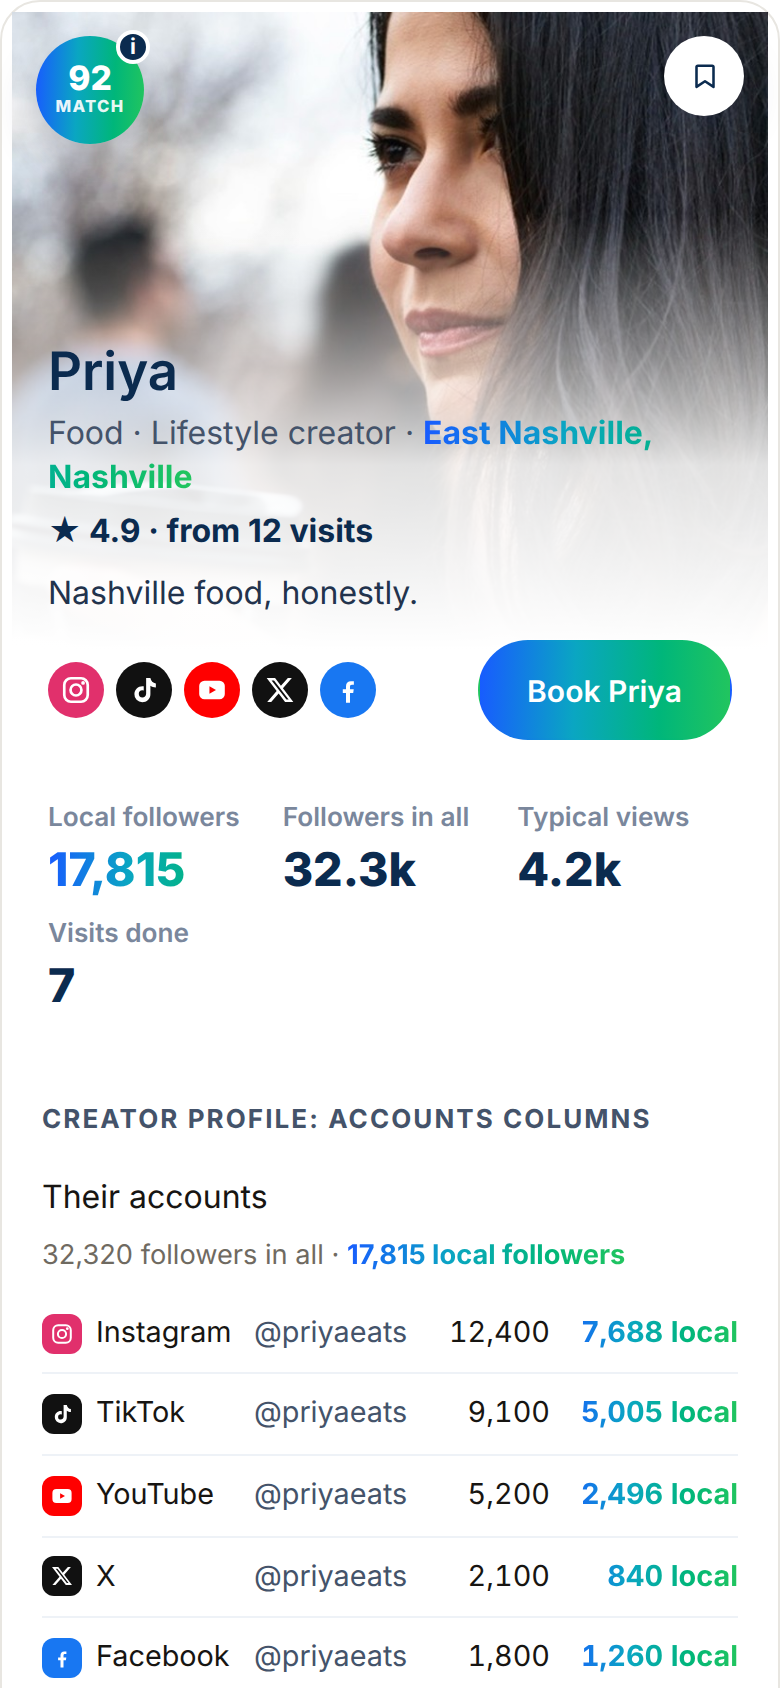 92
MATCH
i
Priya
Food · Lifestyle creator · East Nashville,
Nashville
★ 4.9 · from 12 visits
Nashville food, honestly.
Book Priya
Local followers Followers in all Typical views
17,815 32.3k 4.2k
Visits done
7
CREATOR PROFILE: ACCOUNTS COLUMNS
Their accounts
32,320 followers in all · 17,815 local followers
Instagram @priyaeats 12,400 7,688 local
TikTok @priyaeats 9,100 5,005 local
YouTube @priyaeats 5,200 2,496 local
X @priyaeats 2,100 840 local
Facebook @priyaeats 1,800 1,260 local